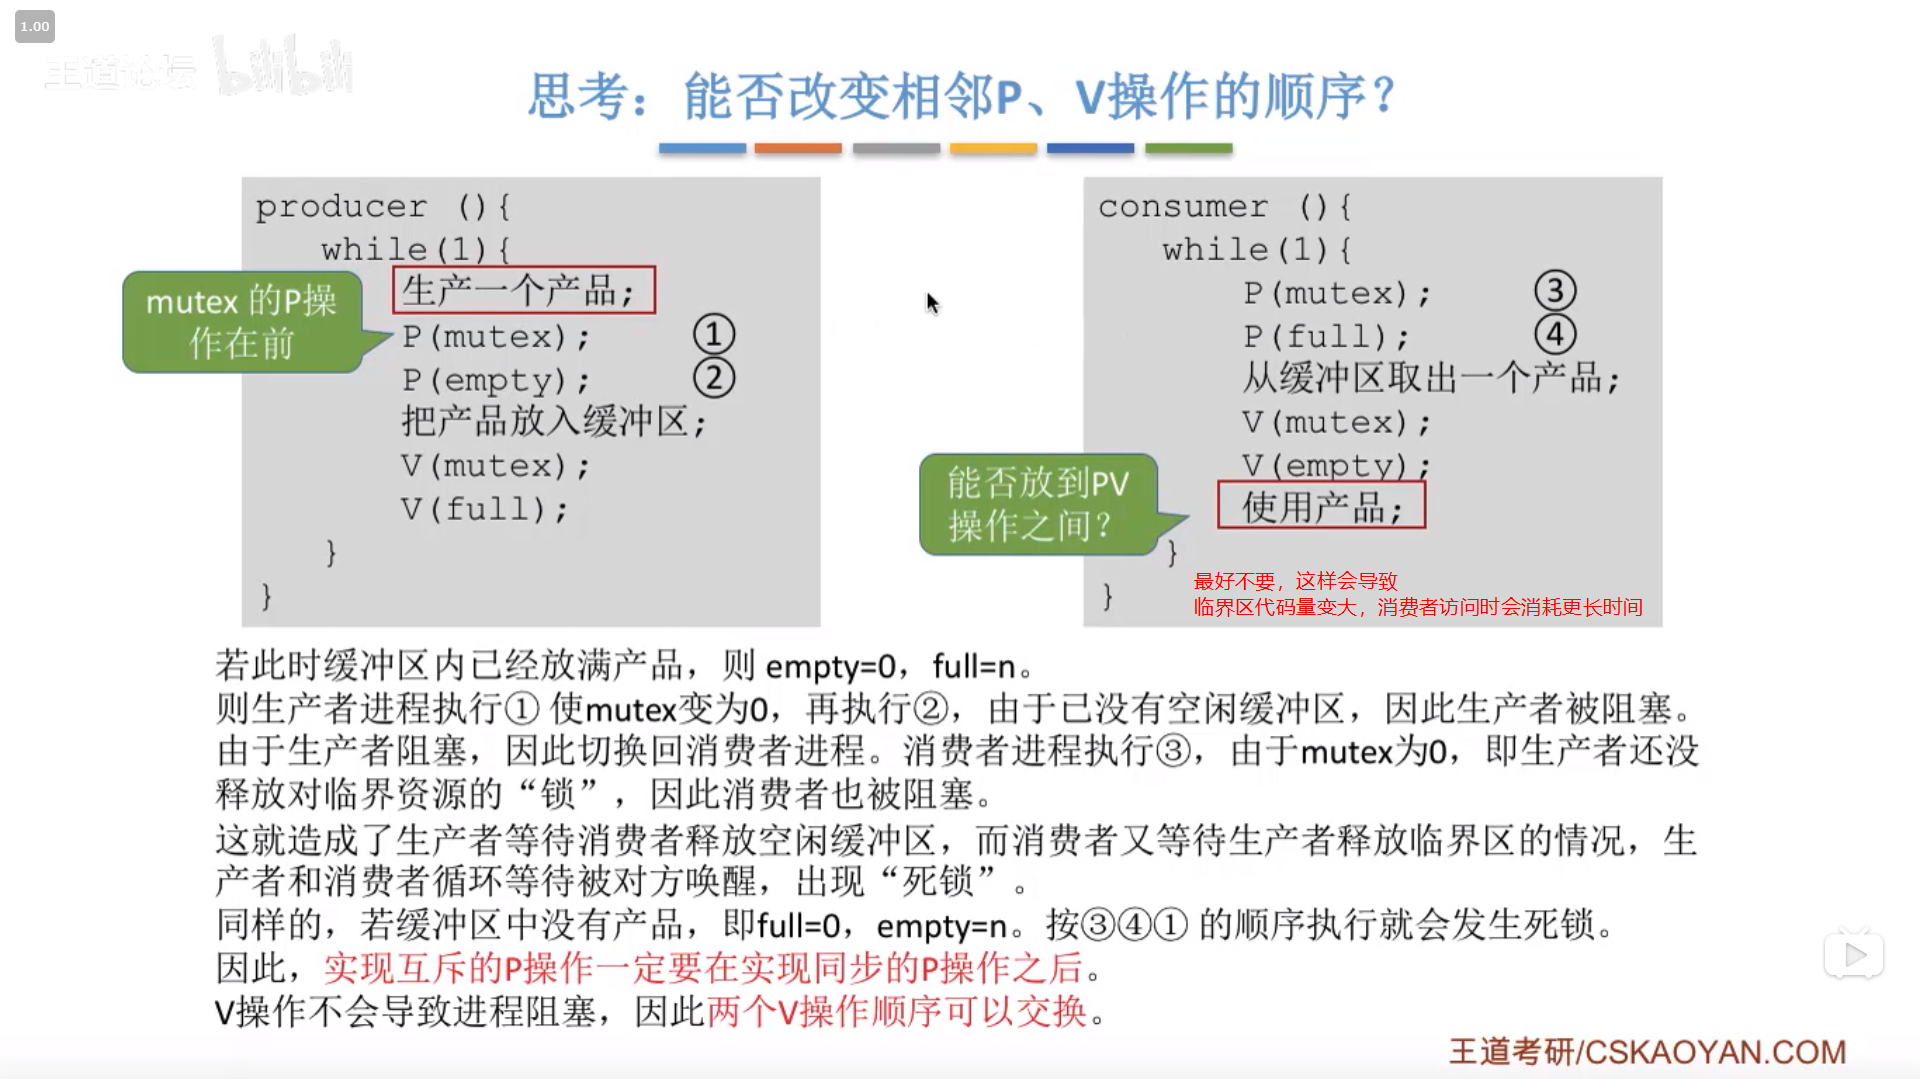 1.00
王道论坛 bilibili
思考：能否改变相邻P、V操作的顺序？
producer (){
while(1){
生产一个产品;
P(mutex); ①
P(empty); ②
把产品放入缓冲区;
V(mutex);
V(full);
}
}
mutex 的P操
作在前
consumer (){
while(1){
P(mutex); ③
P(full); ④
从缓冲区取出一个产品;
V(mutex);
V(empty);
使用产品;
}
}
能否放到PV
操作之间？
最好不要，这样会导致
临界区代码量变大，消费者访问时会消耗更长时间
若此时缓冲区内已经放满产品，则 empty=0，full=n。
则生产者进程执行① 使mutex变为0，再执行②，由于已没有空闲缓冲区，因此生产者被阻塞。
由于生产者阻塞，因此切换回消费者进程。消费者进程执行③，由于mutex为0，即生产者还没
释放对临界资源的“锁”，因此消费者也被阻塞。
这就造成了生产者等待消费者释放空闲缓冲区，而消费者又等待生产者释放临界区的情况，生
产者和消费者循环等待被对方唤醒，出现“死锁”。
同样的，若缓冲区中没有产品，即full=0，empty=n。按③④① 的顺序执行就会发生死锁。
因此，实现互斥的P操作一定要在实现同步的P操作之后。
V操作不会导致进程阻塞，因此两个V操作顺序可以交换。
王道考研/CSKAOYAN.COM